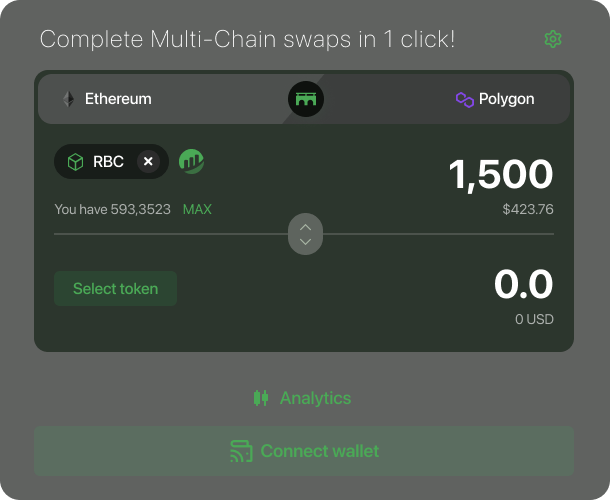 Complete Multi-Chain swaps in 1 click!
Ethereum
Polygon
RBC
1,500
You have 593,3523 MAX
$423.76
Select token
0.0
0 USD
Analytics
Connect wallet